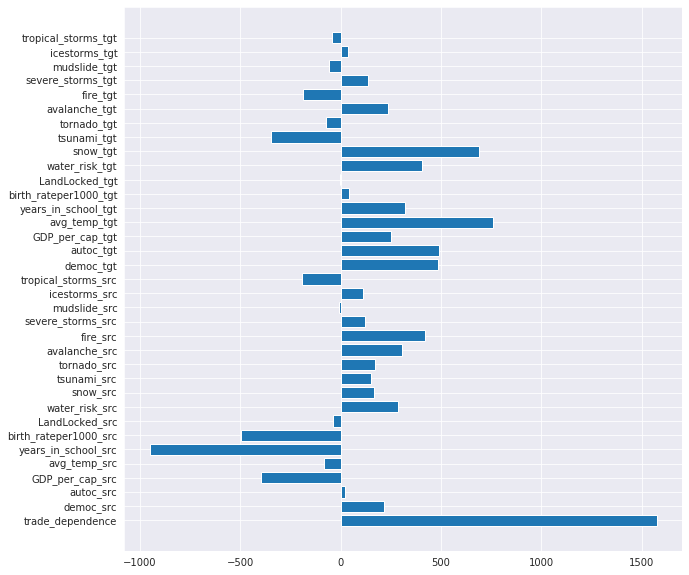 tropical_storms_tgt
icestorms_tgt
mudslide_tgt
severe_storms_tgt
fire_tgt
avalanche_tgt
tornado_tgt
tsunami_tgt
snow_tgt
water_risk_tgt
LandLocked_tgt
birth_rateper1000_tgt
years_in_school_tgt
avg_temp_tgt
GDP_per_cap_tgt
autoc_tgt
democ_tgt
tropical_storms_src
icestorms_src
mudslide_src
severe_storms_src
fire_src
avalanche_src
tornado_src
tsunami_src
snow_src
water_risk_src
LandLocked_src
birth_rateper1000_src
years_in_school_src
avg_temp_src
GDP_per_cap_src
autoc_src
democ_src
trade_dependence
−1000 −500 0 500 1000 1500